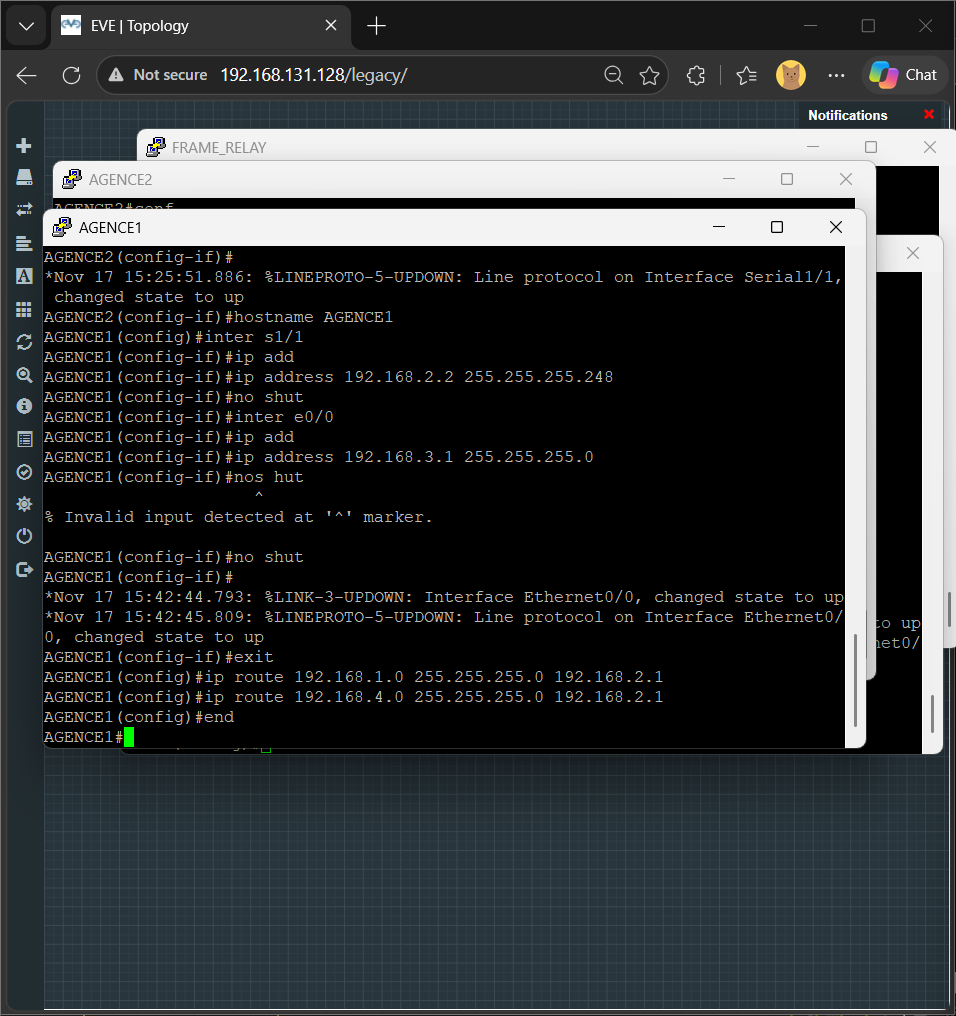 EVE | Topology
Not secure 192.168.131.128/legacy/
Chat
Notifications
FRAME_RELAY
AGENCE2
AGENCE2#conf
AGENCE1
AGENCE2(config-if)#
*Nov 17 15:25:51.886: %LINEPROTO-5-UPDOWN: Line protocol on Interface Serial1/1,
 changed state to up
AGENCE2(config-if)#hostname AGENCE1
AGENCE1(config)#inter s1/1
AGENCE1(config-if)#ip add
AGENCE1(config-if)#ip address 192.168.2.2 255.255.255.248
AGENCE1(config-if)#no shut
AGENCE1(config-if)#inter e0/0
AGENCE1(config-if)#ip add
AGENCE1(config-if)#ip address 192.168.3.1 255.255.255.0
AGENCE1(config-if)#nos hut
^
% Invalid input detected at '^' marker.
AGENCE1(config-if)#no shut
AGENCE1(config-if)#
*Nov 17 15:42:44.793: %LINK-3-UPDOWN: Interface Ethernet0/0, changed state to up
*Nov 17 15:42:45.809: %LINEPROTO-5-UPDOWN: Line protocol on Interface Ethernet0/
0, changed state to up
AGENCE1(config-if)#exit
AGENCE1(config)#ip route 192.168.1.0 255.255.255.0 192.168.2.1
AGENCE1(config)#ip route 192.168.4.0 255.255.255.0 192.168.2.1
AGENCE1(config)#end
AGENCE1#
to up
net0/